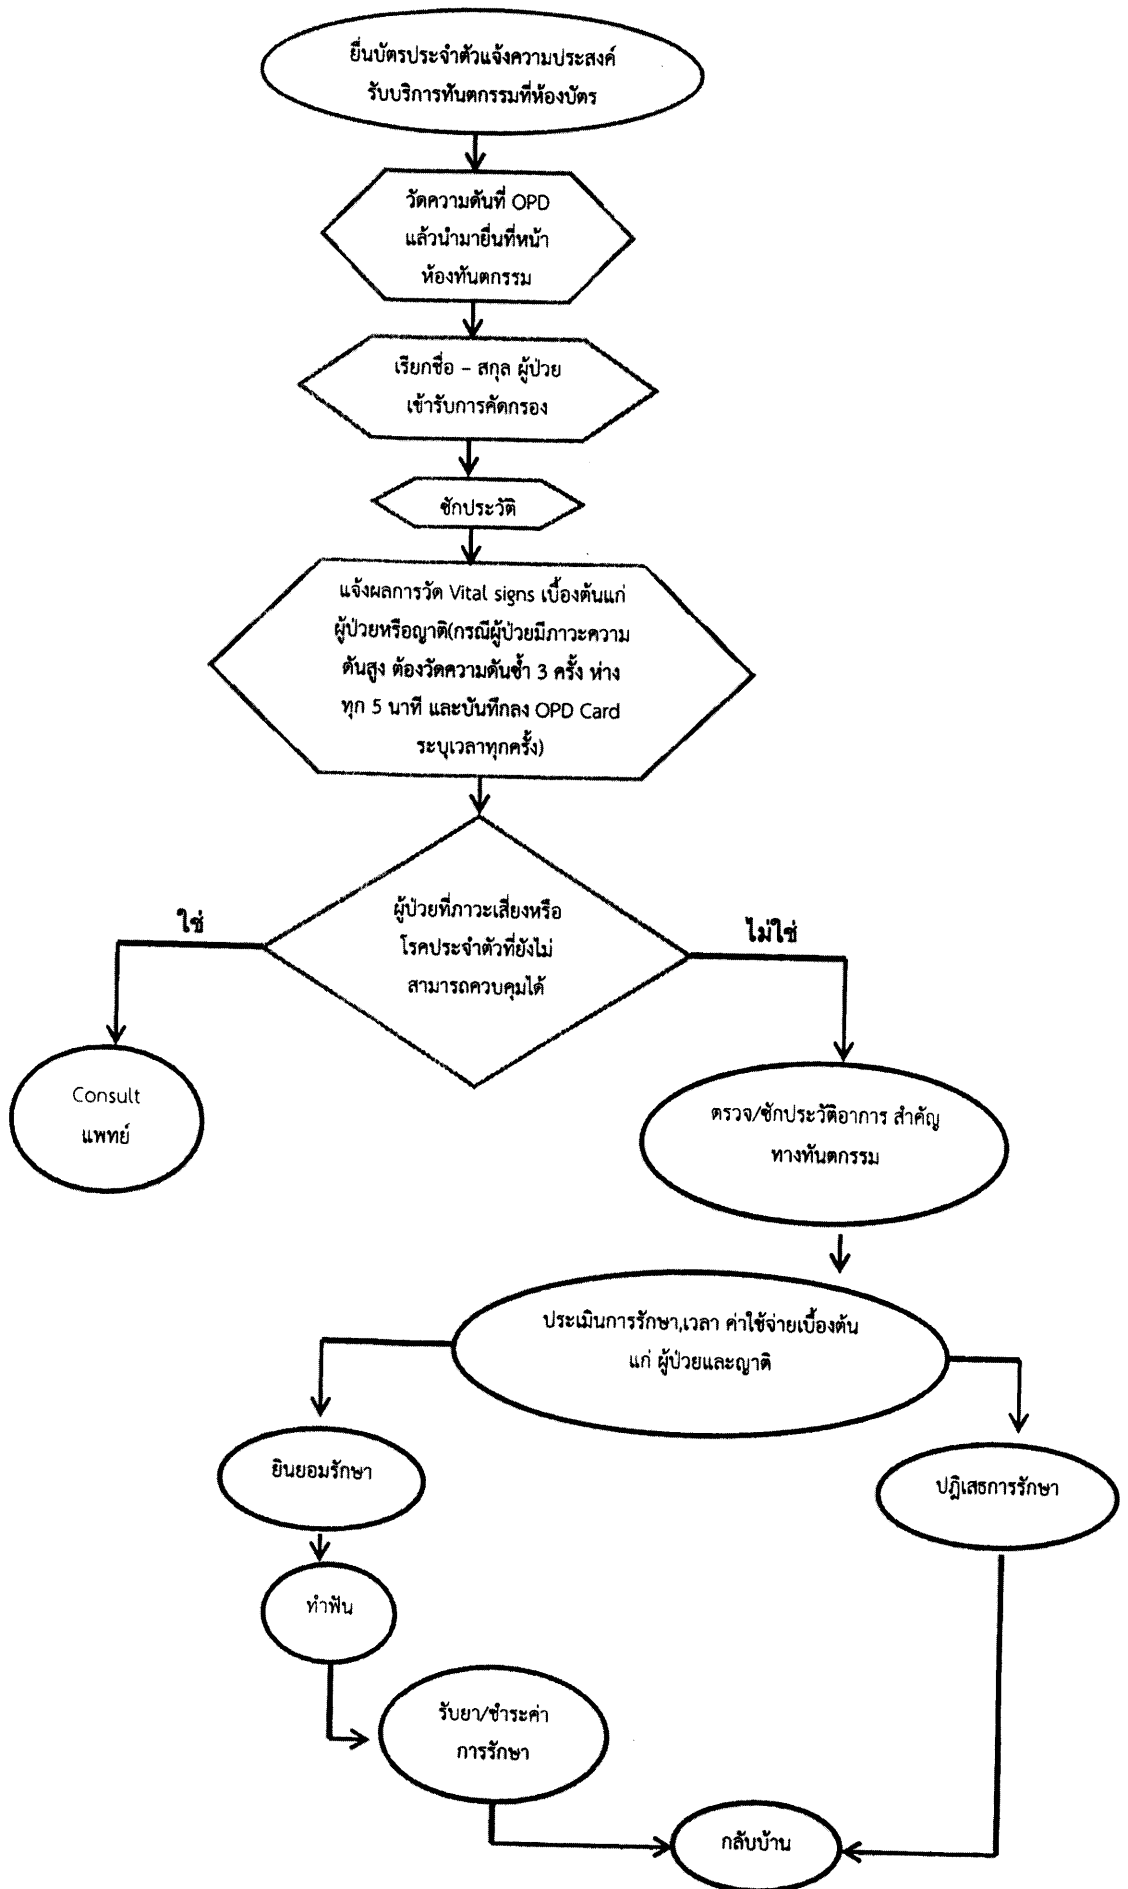 ยื่นบัตรประจำตัวแจ้งความประสงค์
รับบริการทันตกรรมที่ห้องบัตร
วัดความดันที่ OPD
แล้วนำมายื่นที่หน้า
ห้องทันตกรรม
เรียกชื่อ – สกุล ผู้ป่วย
เข้ารับการคัดกรอง
ซักประวัติ
แจ้งผลการวัด Vital signs เบื้องต้นแก่
ผู้ป่วยหรือญาติ(กรณีผู้ป่วยมีภาวะความ
ดันสูง ต้องวัดความดันซ้ำ 3 ครั้ง ห่าง
ทุก 5 นาที และบันทึกลง OPD Card
ระบุเวลาทุกครั้ง)
ผู้ป่วยที่ภาวะเสี่ยงหรือ
โรคประจำตัวที่ยังไม่
สามารถควบคุมได้
ใช่
ไม่ใช่
Consult
แพทย์
ตรวจ/ซักประวัติอาการ สำคัญ
ทางทันตกรรม
ประเมินการรักษา,เวลา ค่าใช้จ่ายเบื้องต้น
แก่ ผู้ป่วยและญาติ
ยินยอมรักษา
ปฎิเสธการรักษา
ทำฟัน
รับยา/ชำระค่า
การรักษา
กลับบ้าน